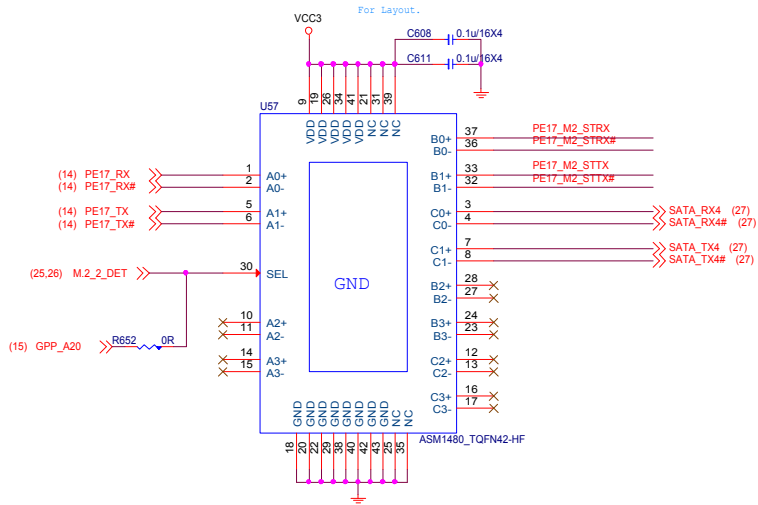 For Layout.
VCC3
C608 0.1u/16X4
C611 0.1u/16X4
U57
9 19 26 34 41 21 31 39
VDD VDD VDD VDD VDD NC NC NC
(14) PE17_RX 1 A0+
(14) PE17_RX# 2 A0-
(14) PE17_TX 5 A1+
(14) PE17_TX# 6 A1-
(25,26) M.2_2_DET 30 SEL
(15) GPP_A20 R652 0R
10 A2+
11 A2-
14 A3+
15 A3-
GND
B0+ 37 PE17_M2_STRX
B0- 36 PE17_M2_STRX#
B1+ 33 PE17_M2_STTX
B1- 32 PE17_M2_STTX#
C0+ 3 SATA_RX4 (27)
C0- 4 SATA_RX4# (27)
C1+ 7 SATA_TX4 (27)
C1- 8 SATA_TX4# (27)
B2+ 28
B2- 27
B3+ 24
B3- 23
C2+ 12
C2- 13
C3+ 16
C3- 17
GND GND GND GND GND GND GND GND NC NC
18 20 22 29 38 40 42 43 25 35
ASM1480_TQFN42-HF